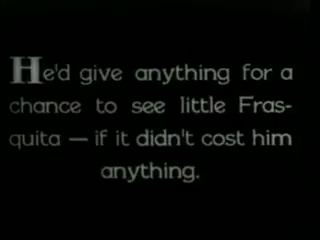 He'd give anything for a
chance to see little Fras-
quita — if it didn't cost him
anything.